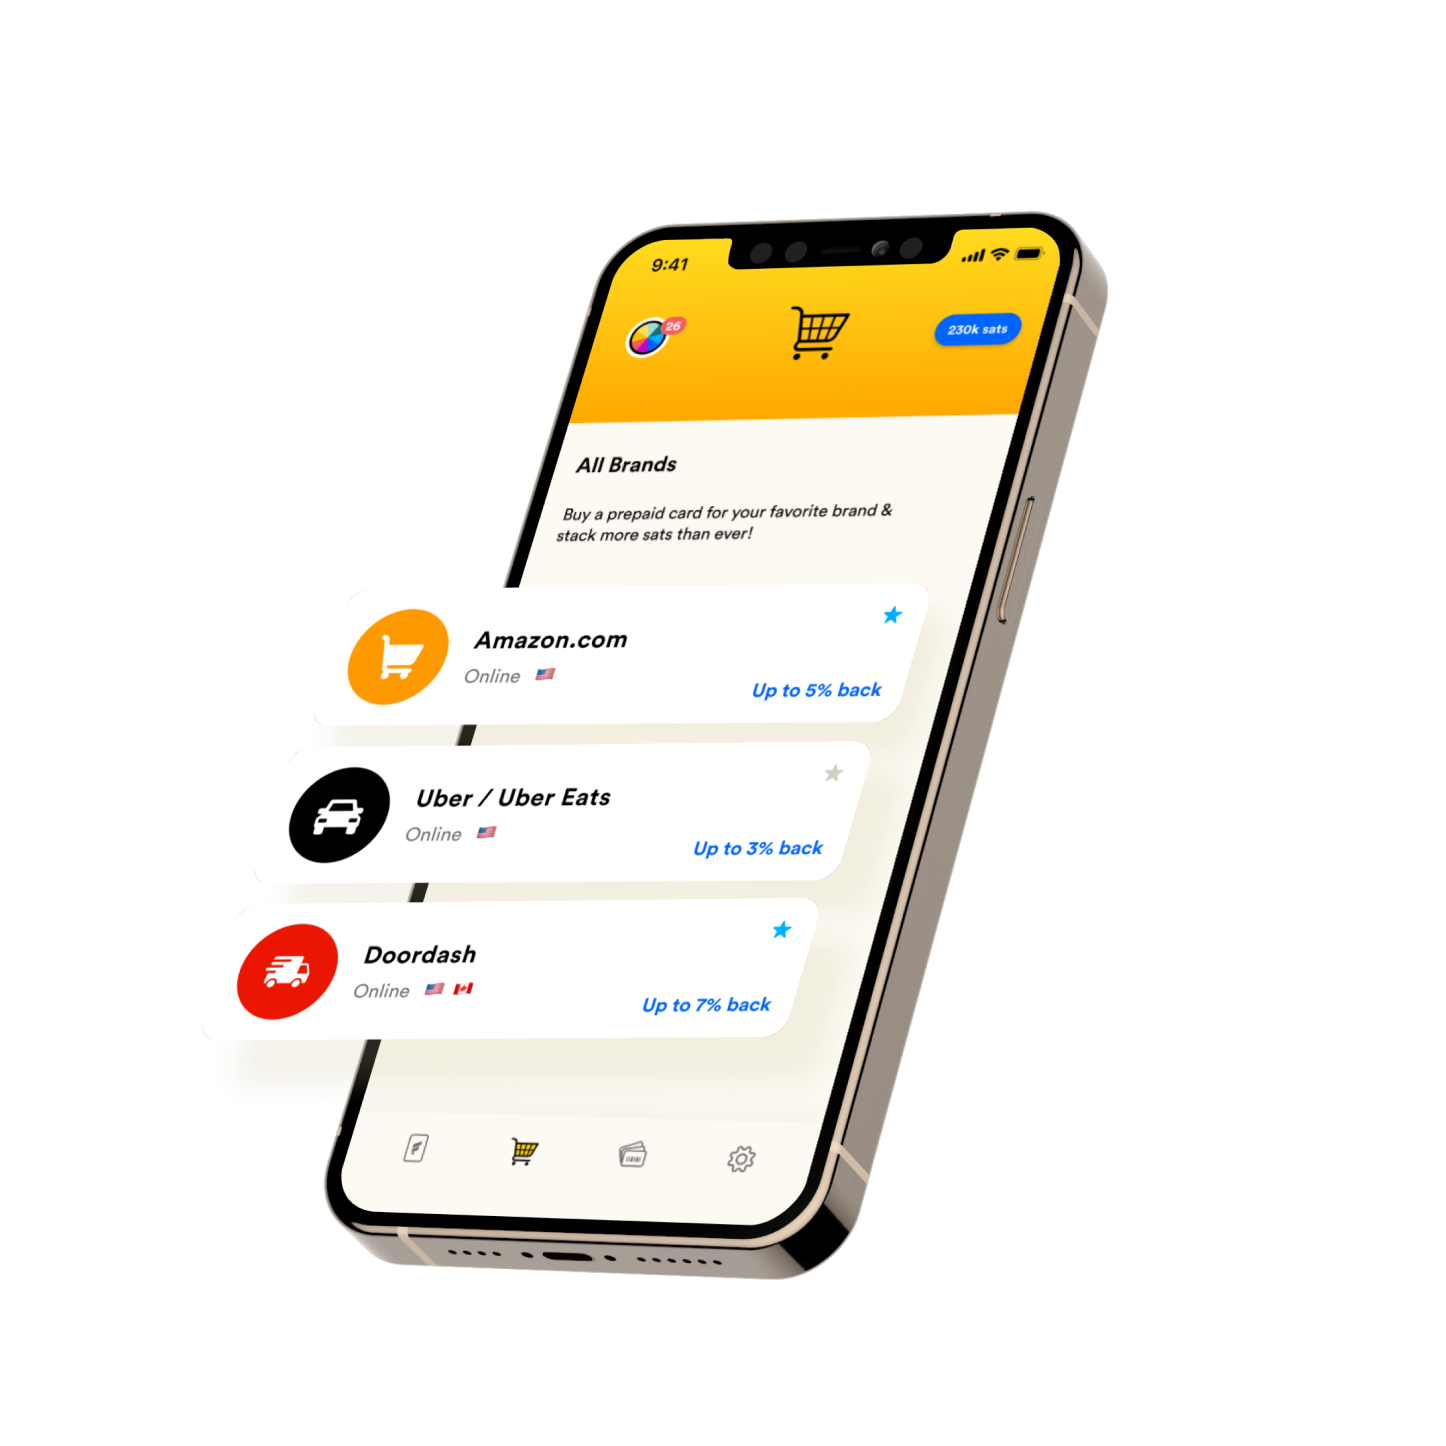 9:41
26
230k sats
All Brands
Buy a prepaid card for your favorite brand &
stack more sats than ever!
Amazon.com
Online
Up to 5% back
Uber / Uber Eats
Online
Up to 3% back
Doordash
Online
Up to 7% back